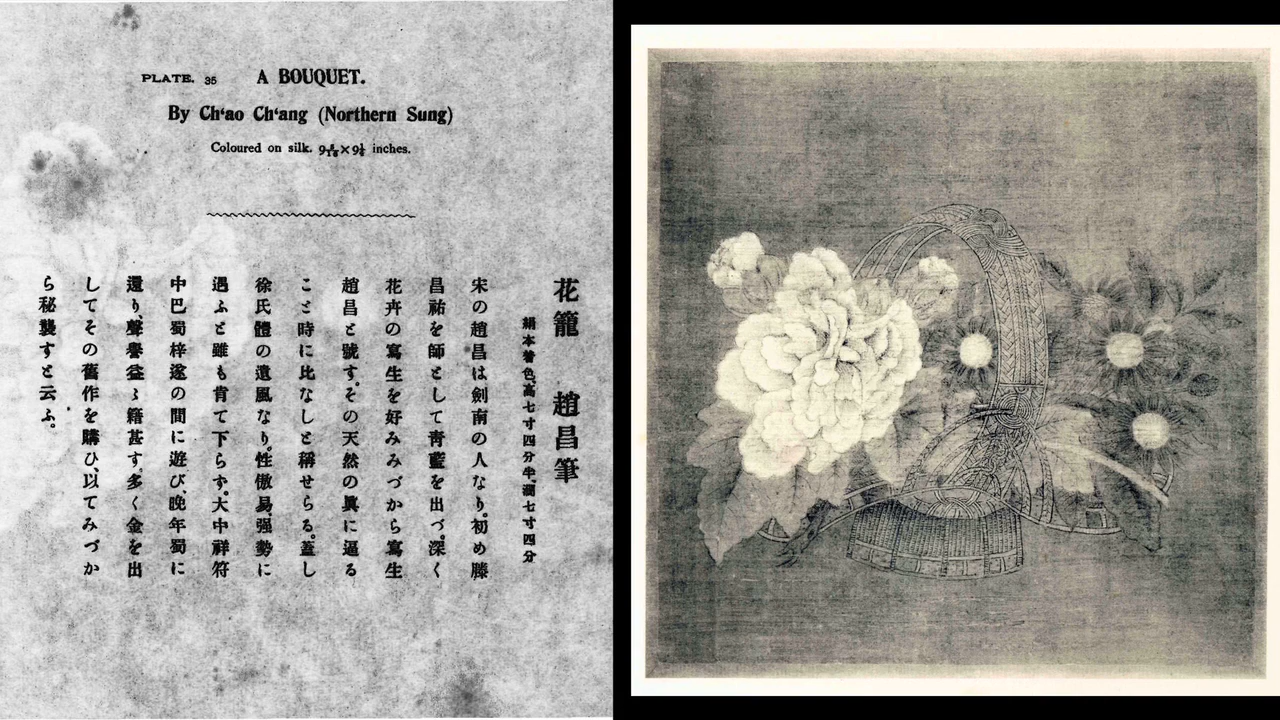 PLATE. 35 A BOUQUET.
By Ch‘ao Ch‘ang (Northern Sung)
Coloured on silk. 9 5/16 × 9 1/4 inches.
花籠 趙昌筆
絹本着色、高七寸四分半、濶七寸四分
宋の趙昌は劍南の人なり。初め滕
昌祐を師として靑藍を出づ。深く
花卉の寫生を好みみづから寫生
趙昌と號す。その天然の眞に逼る
こと時に比なしと稱せらる。蓋し
徐氏體の遺風なり。性傲易、强勢に
遇ふと雖も肯て下らす。大中祥符
中巴蜀梓遂の間に遊び、晩年蜀に
還り、聲譽益〻籍甚す。多く金を出
してその舊作を購ひ、以てみづか
ら秘襲すと云ふ。